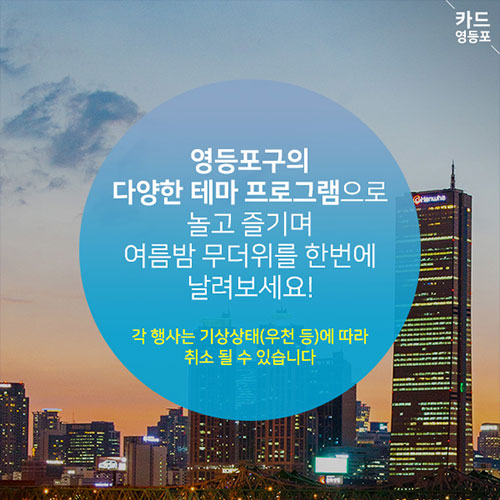 카드
영등포
영등포구의
다양한 테마 프로그램으로
놀고 즐기며
여름밤 무더위를 한번에
날려보세요!
각 행사는 기상상태(우천 등)에 따라
취소 될 수 있습니다
Hanwha